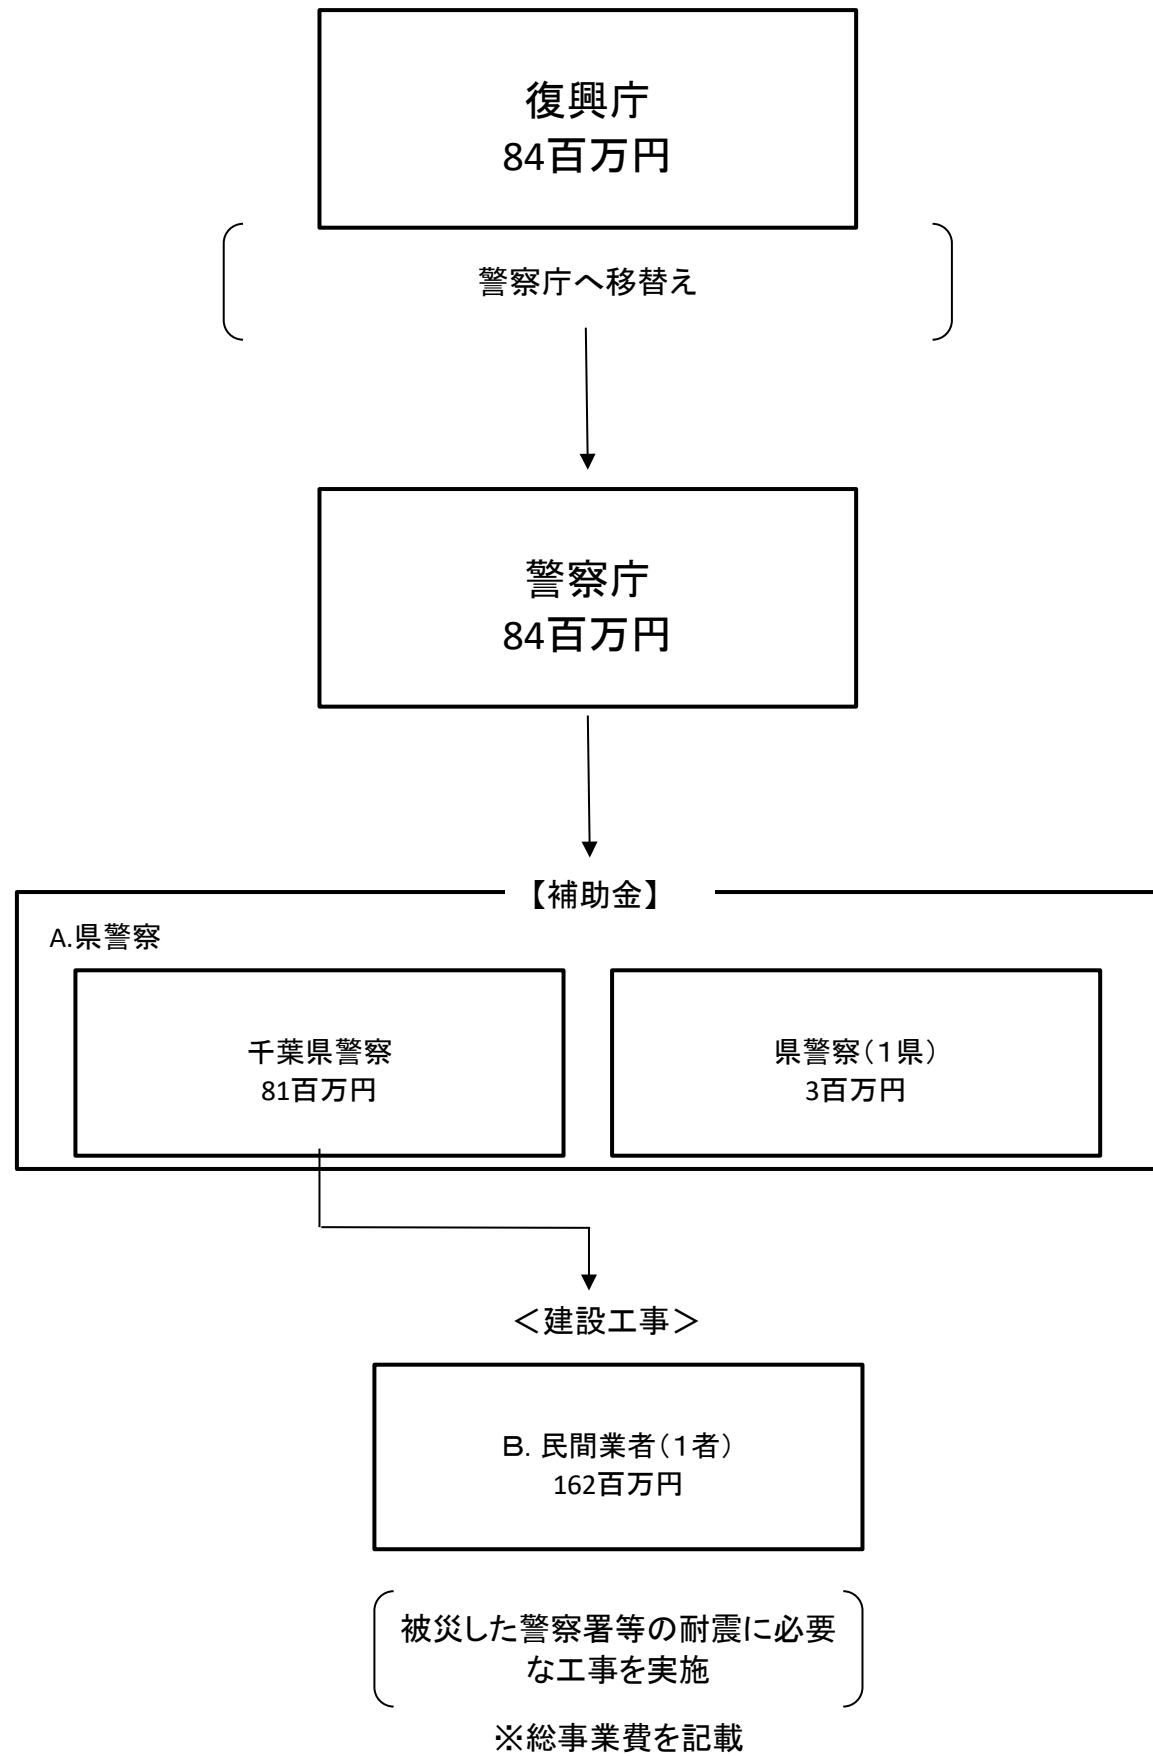 復興庁
84百万円
警察庁へ移替え
警察庁
84百万円
【補助金】
A.県警察
千葉県警察
81百万円
県警察(1県)
3百万円
＜建設工事＞
B. 民間業者(1者)
162百万円
被災した警察署等の耐震に必要
な工事を実施
※総事業費を記載